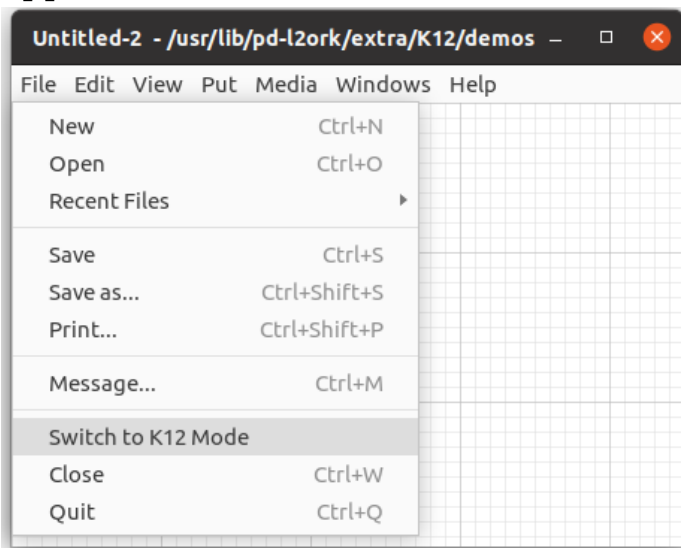 Untitled-2 - /usr/lib/pd-l2ork/extra/K12/demos
File Edit View Put Media Windows Help
New Ctrl+N
Open Ctrl+O
Recent Files
Save Ctrl+S
Save as... Ctrl+Shift+S
Print... Ctrl+Shift+P
Message... Ctrl+M
Switch to K12 Mode
Close Ctrl+W
Quit Ctrl+Q